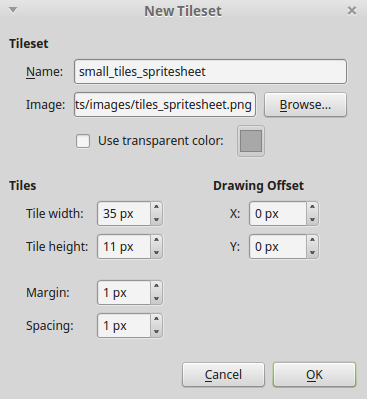 New Tileset
Tileset
Name: small_tiles_spritesheet
Image: ts/images/tiles_spritesheet.png Browse...
Use transparent color:
Tiles Drawing Offset
Tile width: 35 px X: 0 px
Tile height: 11 px Y: 0 px
Margin: 1 px
Spacing: 1 px
Cancel OK